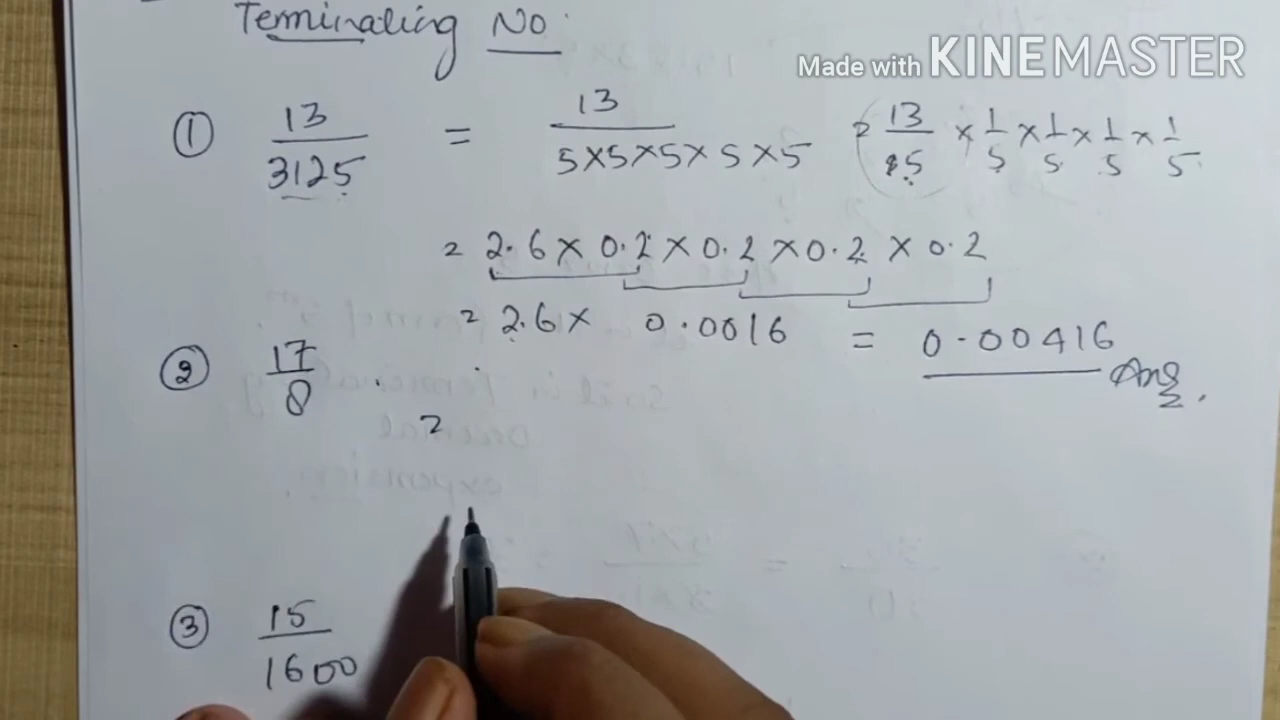 Terminating No.
Made with KINEMASTER
① 13/3125 = 13/5×5×5×5×5 = 13/5 × 1/5 × 1/5 × 1/5 × 1/5
= 2.6 × 0.2 × 0.2 × 0.2 × 0.2
= 2.6 × 0.0016 = 0.00416 Ans.
② 17/8
=
③ 15/1600